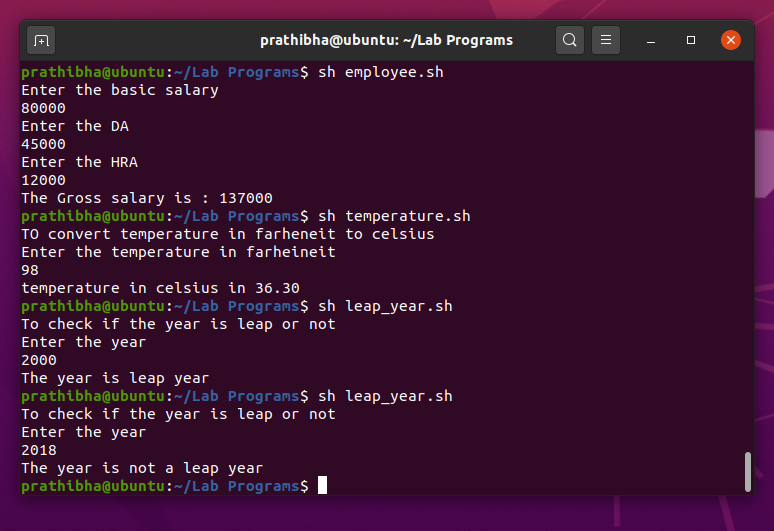 prathibha@ubuntu: ~/Lab Programs
prathibha@ubuntu:~/Lab Programs$ sh employee.sh
Enter the basic salary
80000
Enter the DA
45000
Enter the HRA
12000
The Gross salary is : 137000
prathibha@ubuntu:~/Lab Programs$ sh temperature.sh
TO convert temperature in farheneit to celsius
Enter the temperature in farheineit
98
temperature in celsius in 36.30
prathibha@ubuntu:~/Lab Programs$ sh leap_year.sh
To check if the year is leap or not
Enter the year
2000
The year is leap year
prathibha@ubuntu:~/Lab Programs$ sh leap_year.sh
To check if the year is leap or not
Enter the year
2018
The year is not a leap year
prathibha@ubuntu:~/Lab Programs$